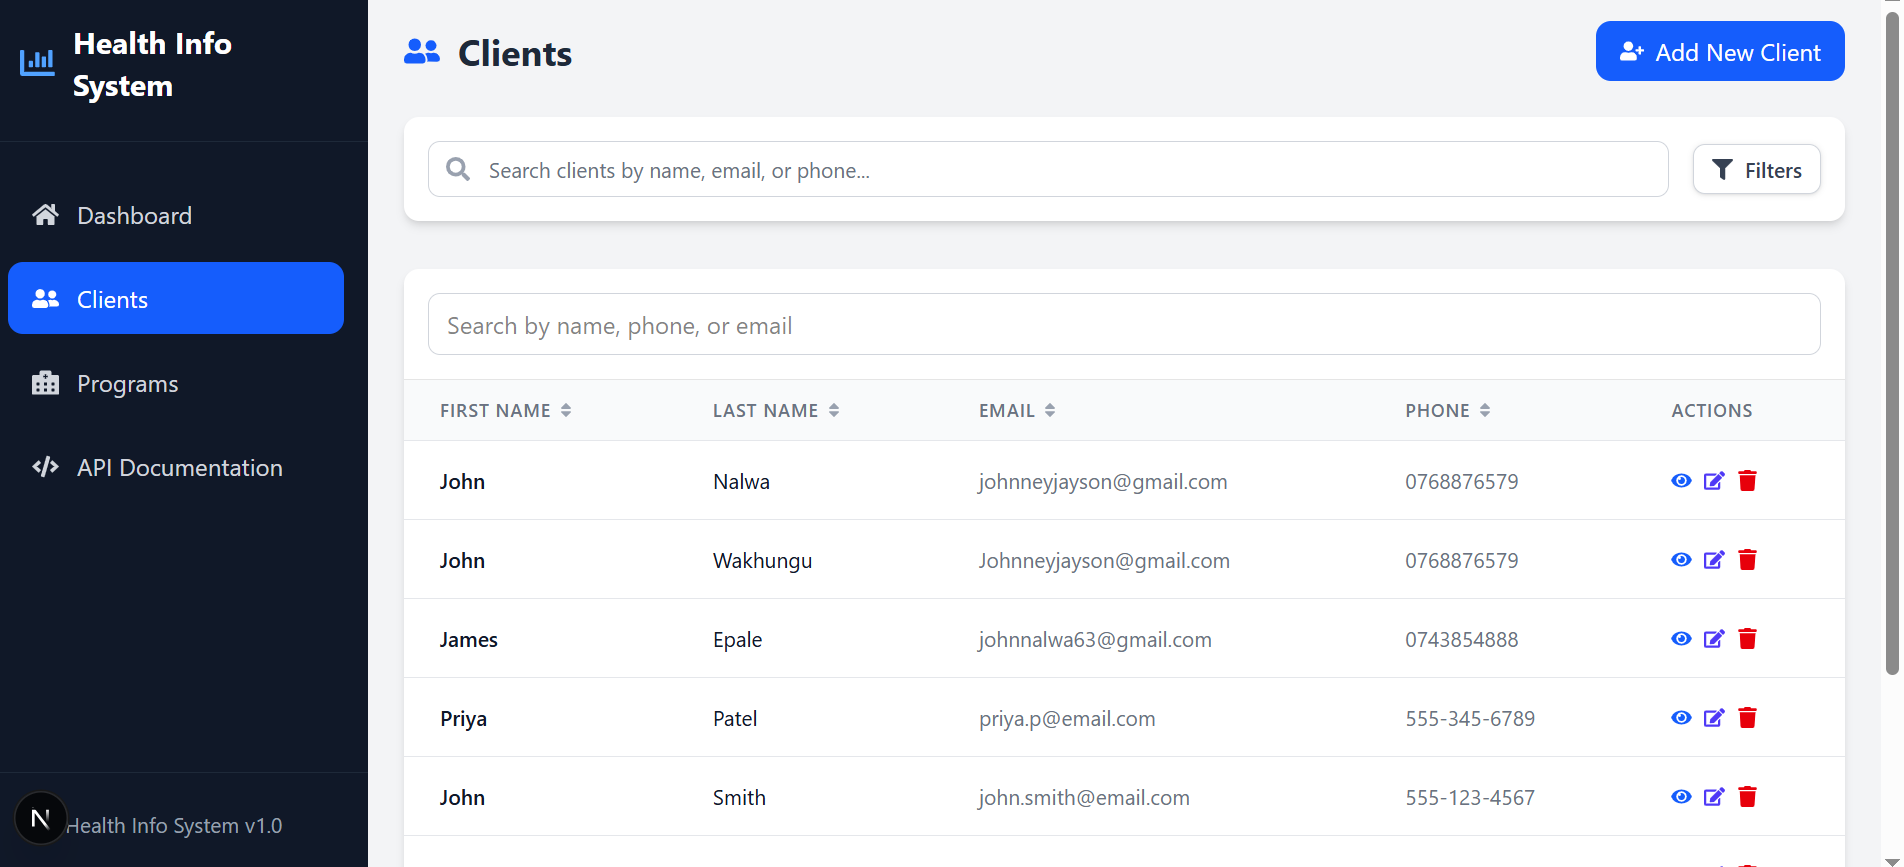 Health Info
System
Dashboard
Clients
Programs
API Documentation
N
Health Info System v1.0
Clients
Add New Client
Search clients by name, email, or phone...
Filters
Search by name, phone, or email
FIRST NAME LAST NAME EMAIL PHONE ACTIONS
John Nalwa johnneyjayson@gmail.com 0768876579
John Wakhungu Johnneyjayson@gmail.com 0768876579
James Epale johnnalwa63@gmail.com 0743854888
Priya Patel priya.p@email.com 555-345-6789
John Smith john.smith@email.com 555-123-4567